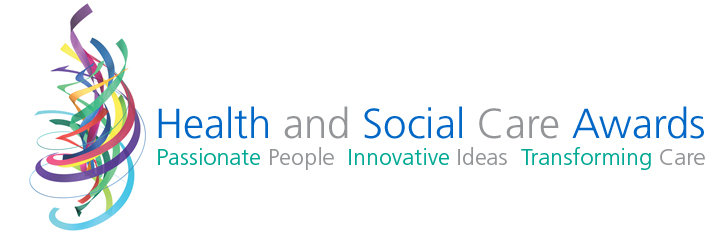 Health and Social Care Awards
Passionate People Innovative Ideas Transforming Care